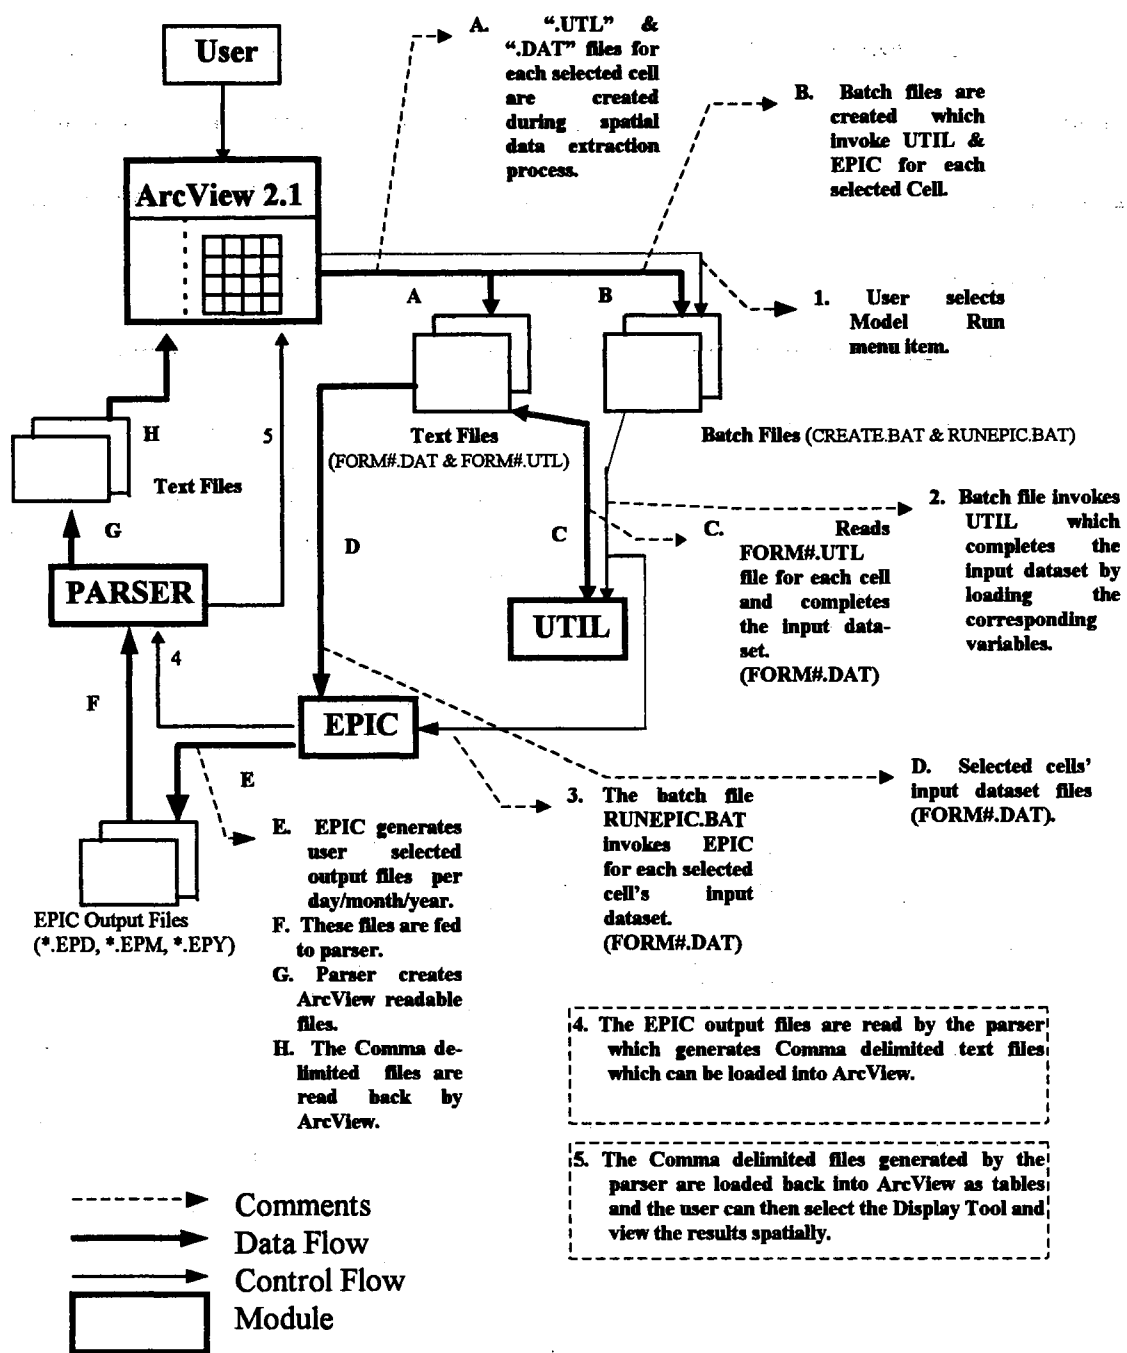 User
ArcView 2.1
A. “.UTL” &
“.DAT” files for
each selected cell
are created
during spatial
data extraction
process.
B. Batch files are
created which
invoke UTIL &
EPIC for each
selected Cell.
1. User selects
Model Run
menu item.
A
B
H
5
Text Files
(FORM#.DAT & FORM#.UTL)
Batch Files (CREATE.BAT & RUNEPIC.BAT)
Text Files
G
D
C
C. Reads
FORM#.UTL
file for each cell
and completes
the input data-
set.
(FORM#.DAT)
2. Batch file invokes
UTIL which
completes the
input dataset by
loading the
corresponding
variables.
PARSER
UTIL
4
F
EPIC
E
D. Selected cells’
input dataset files
(FORM#.DAT).
3. The batch file
RUNEPIC.BAT
invokes EPIC
for each selected
cell’s input
dataset.
(FORM#.DAT)
EPIC Output Files
(*.EPD, *.EPM, *.EPY)
E. EPIC generates
user selected
output files per
day/month/year.
F. These files are fed
to parser.
G. Parser creates
ArcView readable
files.
H. The Comma de-
limited files are
read back by
ArcView.
4. The EPIC output files are read by the parser
which generates Comma delimited text files
which can be loaded into ArcView.
5. The Comma delimited files generated by the
parser are loaded back into ArcView as tables
and the user can then select the Display Tool and
view the results spatially.
Comments
Data Flow
Control Flow
Module